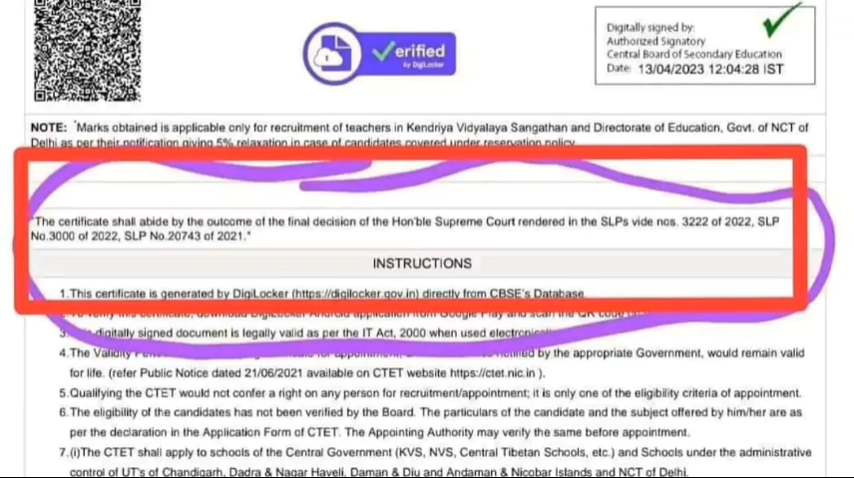 Verified
by DigiLocker
Digitally signed by:
Authorized Signatory
Central Board of Secondary Education
Date: 13/04/2023 12:04:28 IST
NOTE: *Marks obtained is applicable only for recruitment of teachers in Kendriya Vidyalaya Sangathan and Directorate of Education, Govt. of NCT of
Delhi as per their notification giving 5% relaxation in case of candidates covered under reservation policy
"The certificate shall abide by the outcome of the final decision of the Hon'ble Supreme Court rendered in the SLPs vide nos. 3222 of 2022, SLP
No.3000 of 2022, SLP No.20743 of 2021."
INSTRUCTIONS
1.This certificate is generated by DigiLocker (https://digilocker.gov.in) directly from CBSE's Database.
from Google Play and scan the QR code
3. digitally signed document is legally valid as per the IT Act, 2000 when used
4.The Validity by the appropriate Government, would remain valid
for life. (refer Public Notice dated 21/06/2021 available on CTET website https://ctet.nic.in ).
5.Qualifying the CTET would not confer a right on any person for recruitment/appointment; it is only one of the eligibility criteria of appointment.
6.The eligibility of the candidates has not been verified by the Board. The particulars of the candidate and the subject offered by him/her are as
per the declaration in the Application Form of CTET. The Appointing Authority may verify the same before appointment.
7.(i)The CTET shall apply to schools of the Central Government (KVS, NVS, Central Tibetan Schools, etc.) and Schools under the administrative
control of UT's of Chandigarh, Dadra & Nagar Haveli, Daman & Diu and Andaman & Nicobar Islands and NCT of Delhi.